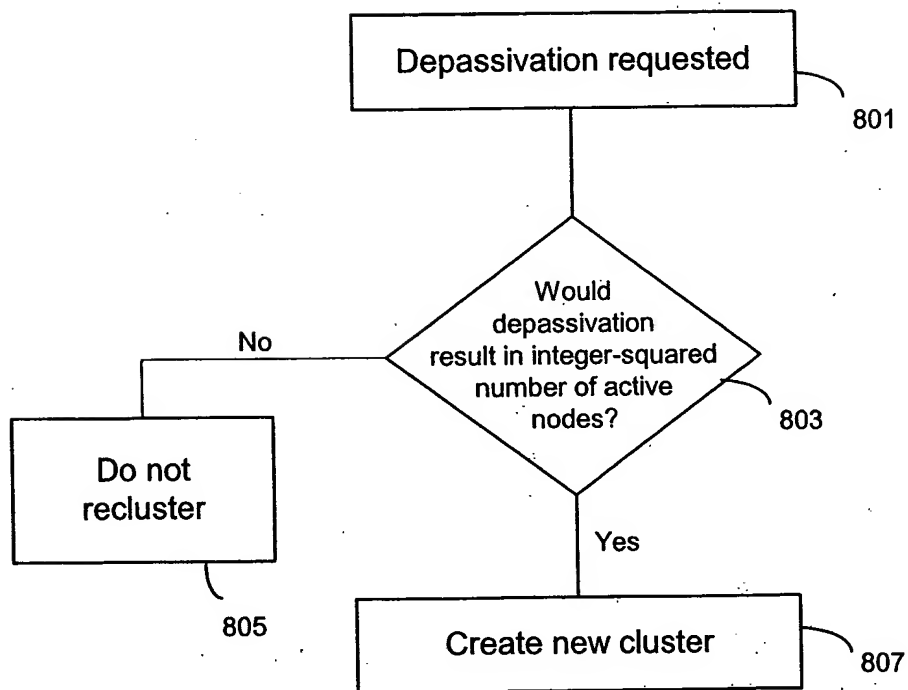 Depassivation requested
801
Would
depassivation
result in integer-squared
number of active
nodes?
803
No
Do not
recluster
805
Yes
Create new cluster
807